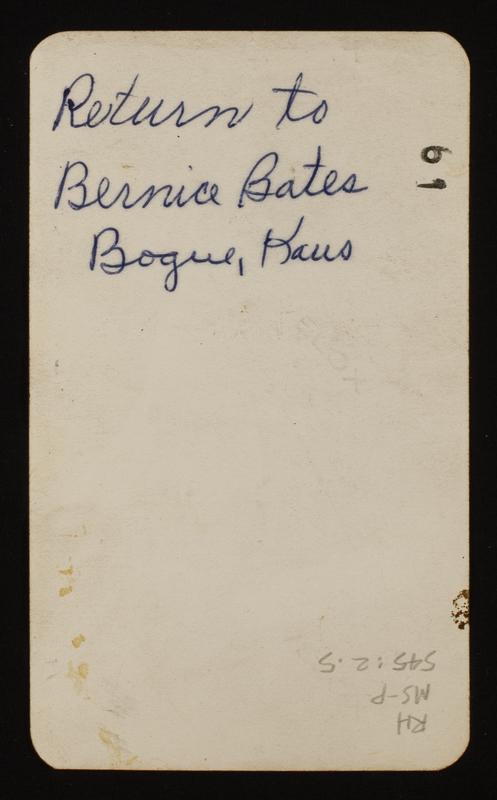 Return to
Bernice Bates
Bogue, Kans
61
RH
MS-P
545:2.5